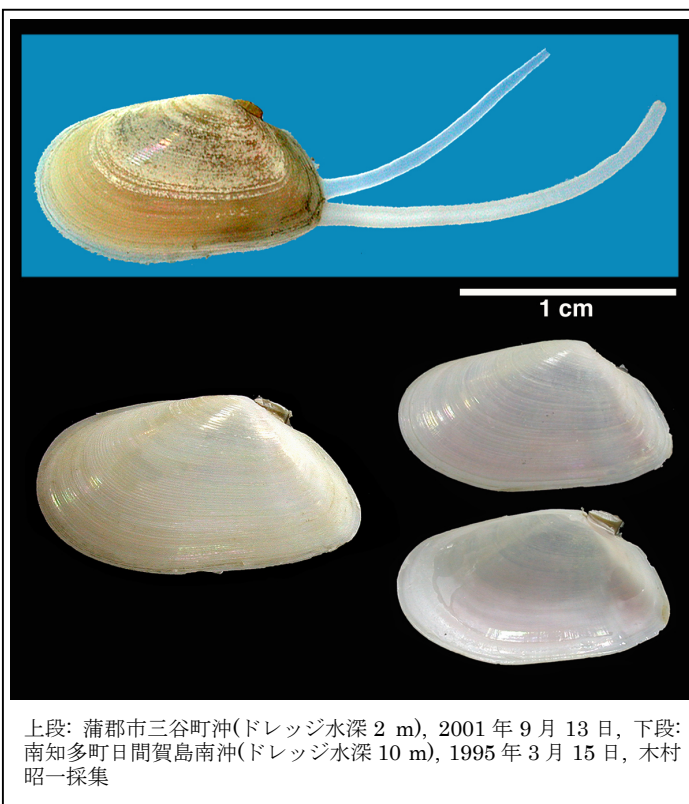 1 cm
上段: 蒲郡市三谷町沖(ドレッジ水深 2 m), 2001 年 9 月 13 日, 下段:
南知多町日間賀島南沖(ドレッジ水深 10 m), 1995 年 3 月 15 日, 木村
昭一採集